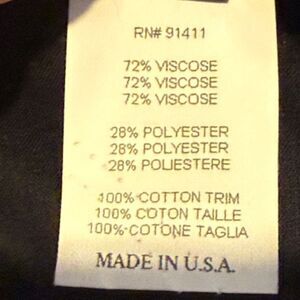 RN# 91411
72% VISCOSE
72% VISCOSE
72% VISCOSE
28% POLYESTER
28% POLYESTER
28% POLIESTERE
100% COTTON TRIM
100% COTON TAILLE
100% COTONE TAGLIA
MADE IN U.S.A.